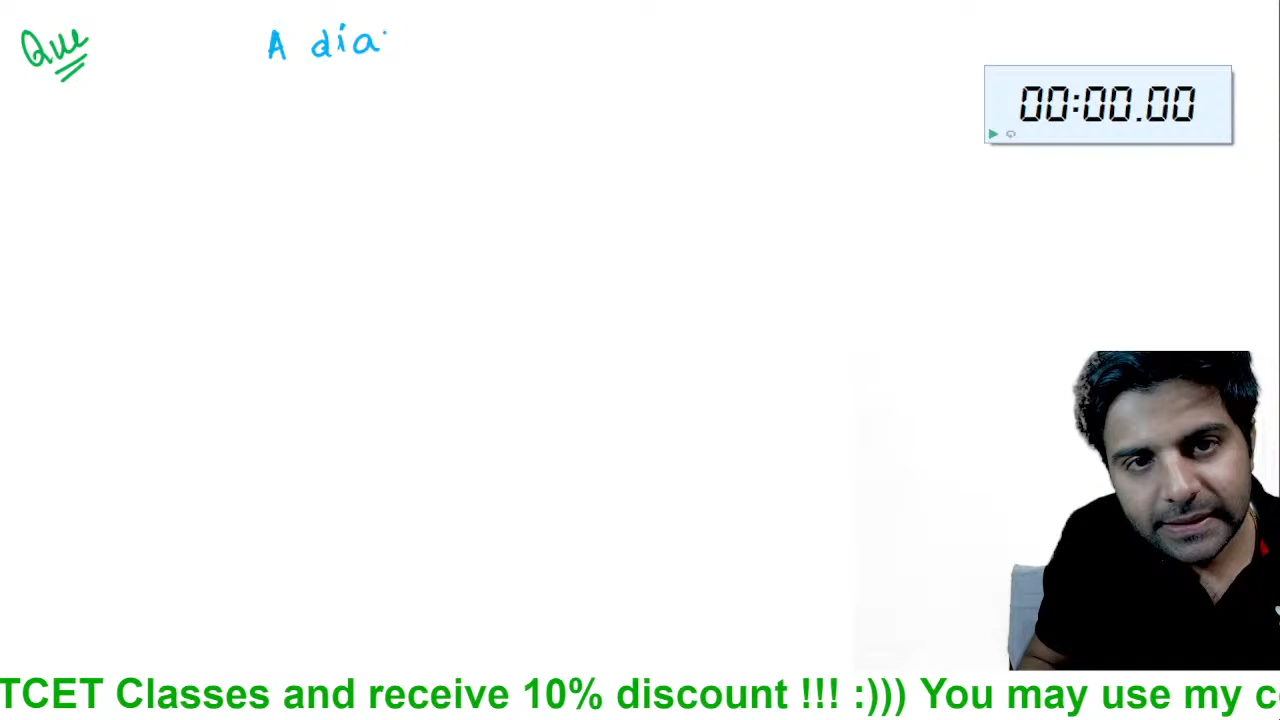 Que A dia
00:00.00
TCET Classes and receive 10% discount !!! :))) You may use my c